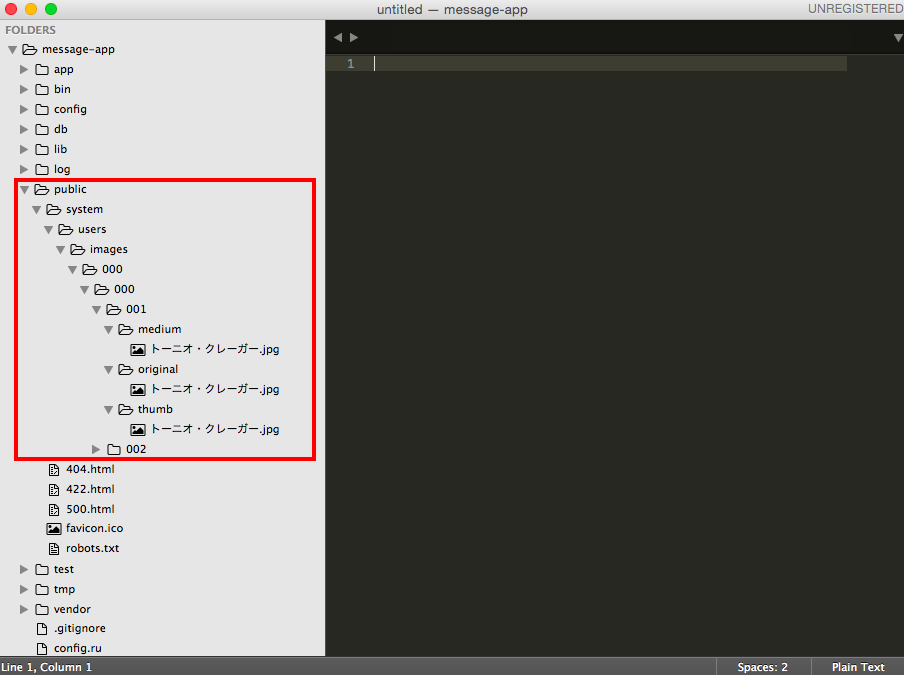 untitled — message-app
UNREGISTERED
FOLDERS
message-app
app
bin
config
db
lib
log
public
system
users
images
000
000
001
medium
トーニオ・クレーガー.jpg
original
トーニオ・クレーガー.jpg
thumb
トーニオ・クレーガー.jpg
002
404.html
422.html
500.html
favicon.ico
robots.txt
test
tmp
vendor
.gitignore
config.ru
1
Line 1, Column 1
Spaces: 2
Plain Text